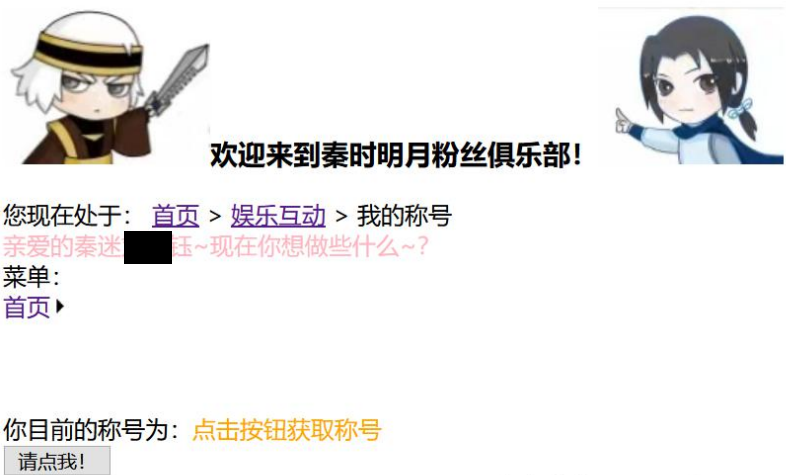 欢迎来到秦时明月粉丝俱乐部！
您现在处于： 首页 > 娱乐互动 > 我的称号
亲爱的秦迷 钰~现在你想做些什么~？
菜单：
首页
你目前的称号为：点击按钮获取称号
请点我！